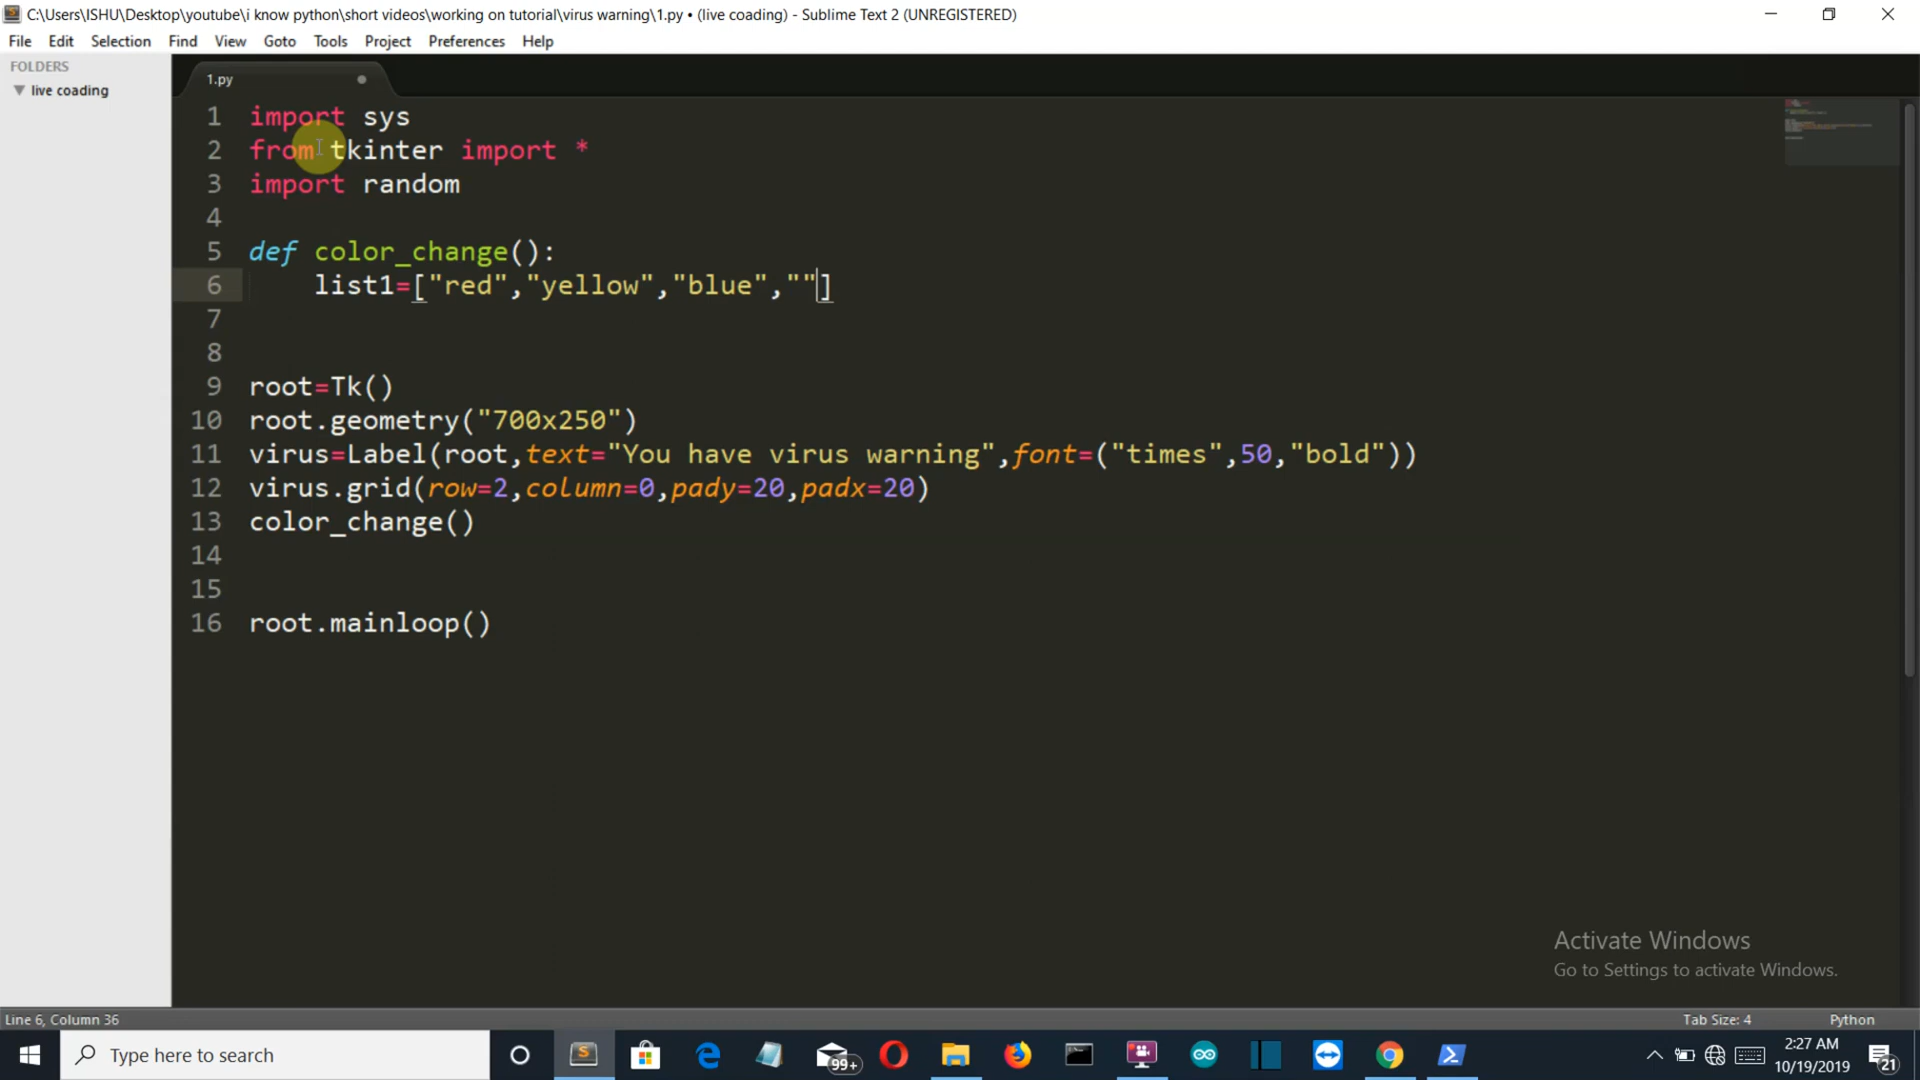 C:\Users\ISHU\Desktop\youtube\i know python\short videos\working on tutorial\virus warning\1.py • (live coading) - Sublime Text 2 (UNREGISTERED)
File Edit Selection Find View Goto Tools Project Preferences Help
FOLDERS
live coading
1.py
1 import sys
2 from tkinter import *
3 import random
4
5 def color_change():
6 list1=["red","yellow","blue",""]
7
8
9 root=Tk()
10 root.geometry("700x250")
11 virus=Label(root,text="You have virus warning",font=("times",50,"bold"))
12 virus.grid(row=2,column=0,pady=20,padx=20)
13 color_change()
14
15
16 root.mainloop()
Activate Windows
Go to Settings to activate Windows.
Line 6, Column 36
Tab Size: 4
Python
Type here to search
99+
2:27 AM
10/19/2019
21